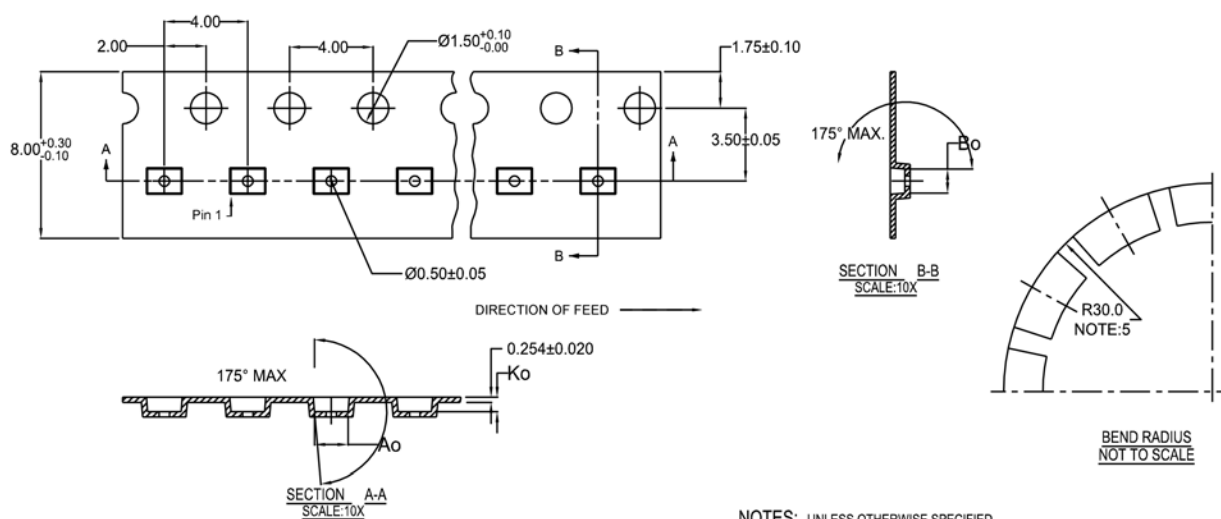 4.00
2.00
4.00
Ø1.50+0.10
-0.00
B
1.75±0.10
8.00+0.30
-0.10
A
A
3.50±0.05
175° MAX.
Bo
Pin 1
B
Ø0.50±0.05
SECTION B-B
SCALE:10X
DIRECTION OF FEED
R30.0
NOTE:5
0.254±0.020
175° MAX
Ko
Ao
BEND RADIUS
NOT TO SCALE
SECTION A-A
SCALE:10X
NOTES: UNLESS OTHERWISE SPECIFIED